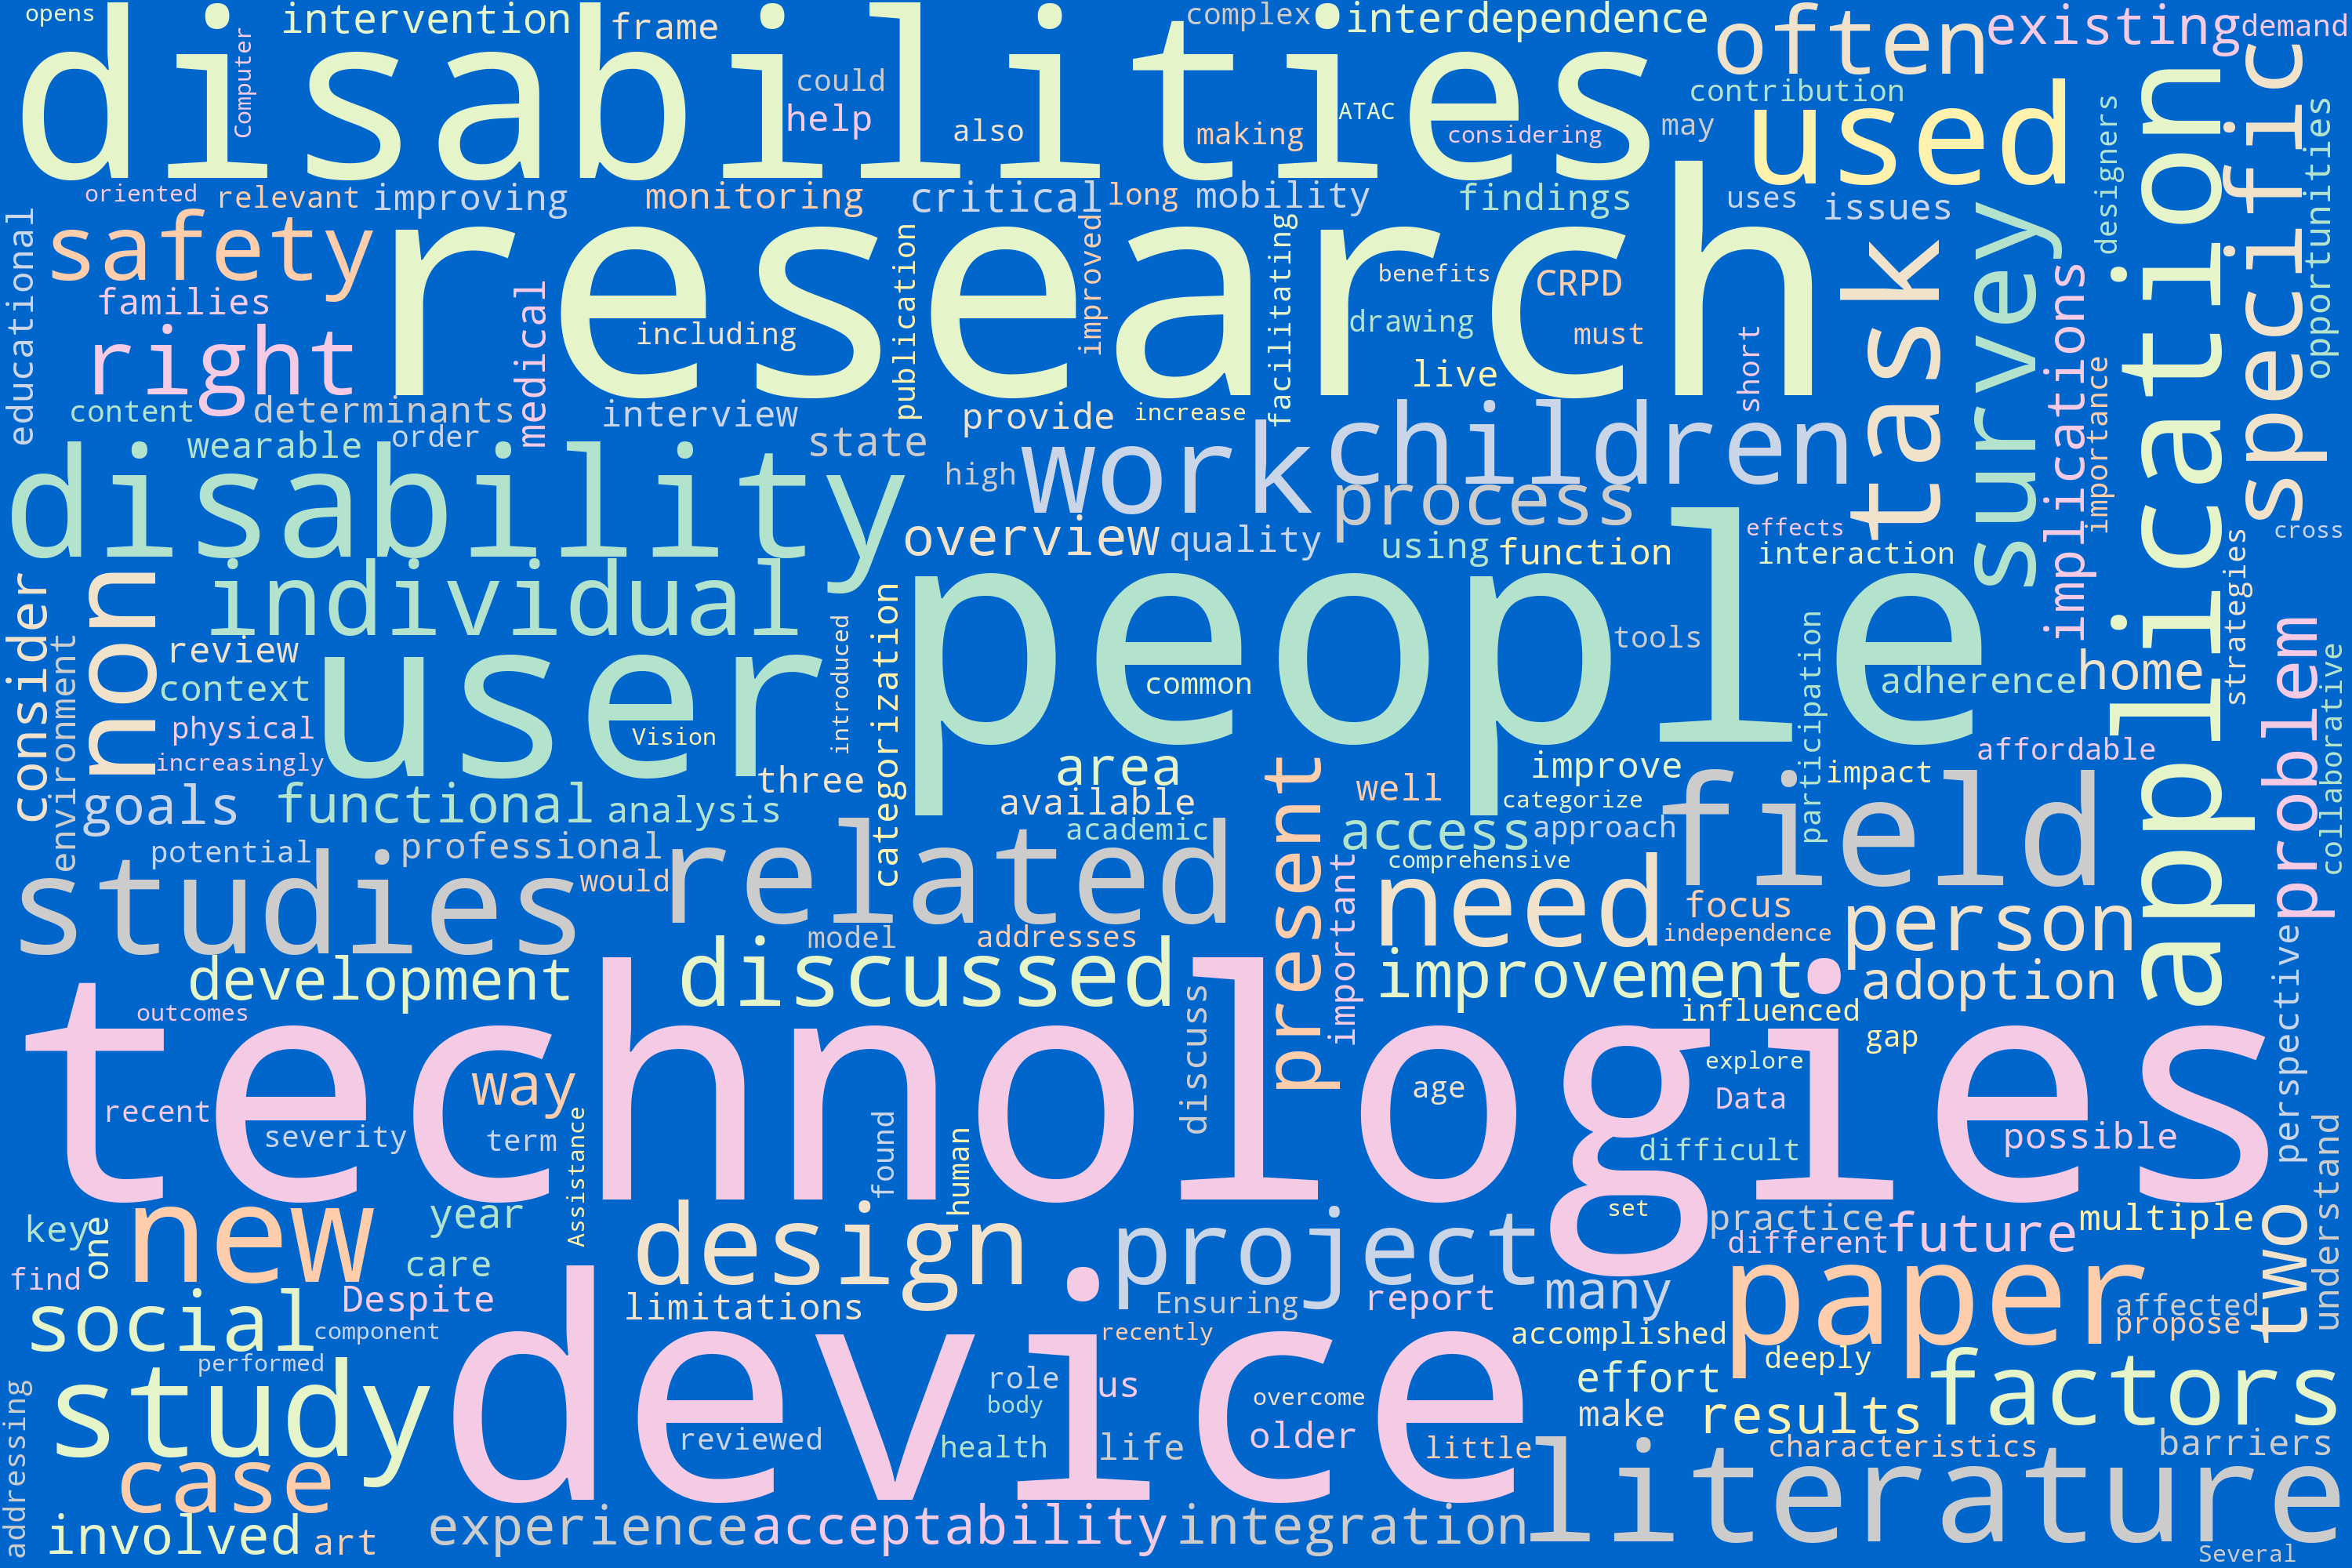 opens
disabilities
intervention
frame
complex
interdependence
often
existing
demand
Computer
could
help
also
making
ATAC
considering
contribution
may
used
designers
application
specific
opportunities
oriented
relevant
improving
monitoring
critical
long
mobility
findings
uses
issues
educational
safety
families
right
research
medical
including
publication
improved
facilitating
benefits
CRPD
drawing
must
live
short
task
survey
implications
importance
content
determinants
wearable
order
interview
state
provide
increase
high
work
children
process
disability
overview
quality
using
function
effects
interaction
cross
strategies
consider
environment
non
individual
review
context
physical
increasingly
user
Vision
introduced
categorization
people
common
tools
participation
adherence
home
problem
collaborative
affordable
three
area
available
academic
present
well
improve
categorize
impact
access
approach
field
goals
functional
analysis
potential
professional
studies
would
related
model
addresses
important
comprehensive
need
focus
independence
person
development
discussed
improvement
adoption
perspective
outcomes
technologies
discuss
influenced
gap
explore
way
age
Data
recent
severity
term
Assistance
found
human
difficult
possible
understand
key
one
new
year
design
project
set
practice
different
future
multiple
two
find
care
Despite
limitations
Ensuring
report
many
paper
affected
propose
social
component
device
recently
accomplished
performed
role
body
us
overcome
deeply
effort
make
factors
addressing
study
reviewed
health
life
older
little
results
characteristics
barriers
case
literature
involved
art
experience
acceptability
integration
Several